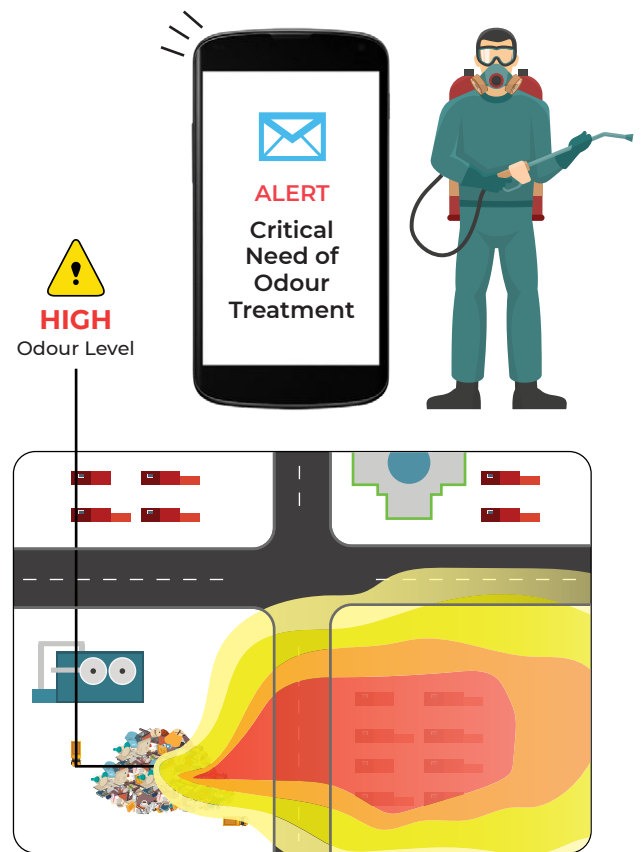 ALERT
Critical
Need of
Odour
Treatment
!
HIGH
Odour Level